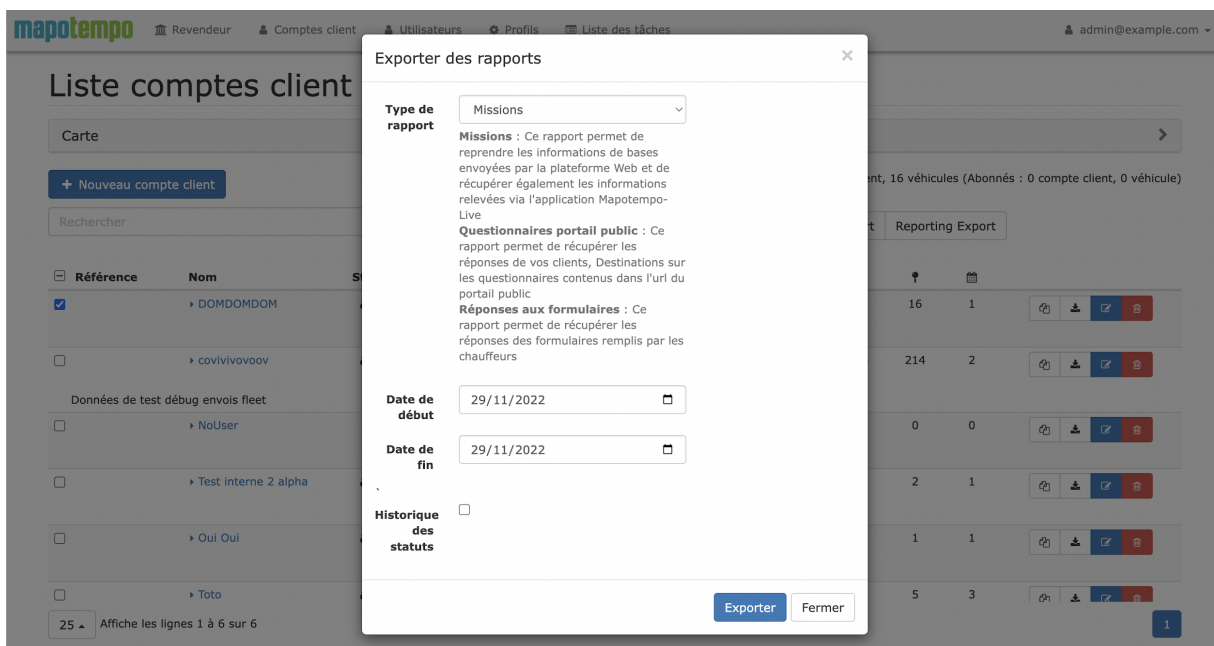 mapotempo Revendeur Comptes client Utilisateurs Profils Liste des tâches admin@example.com
Exporter des rapports ×
Liste comptes client
Carte
Nouveau compte client
ent, 16 véhicules (Abonnés : 0 compte client, 0 véhicule)
Rechercher
Reporting Export
Type de
rapport
Missions
Missions : Ce rapport permet de
reprendre les informations de bases
envoyées par la plateforme Web et de
récupérer également les informations
relevées via l'application Mapotempo-
Live
Questionnaires portail public : Ce
rapport permet de récupérer les
réponses de vos clients, Destinations sur
les questionnaires contenus dans l'url du
portail public
Réponses aux formulaires : Ce
rapport permet de récupérer les
réponses des formulaires remplis par les
chauffeurs
Date de
début
29/11/2022
Date de
fin
29/11/2022
`
Historique
des
statuts
Exporter Fermer
Référence Nom
DOMDOMDOM 16 1
covivivovoov 214 2
Données de test débug envois fleet
NoUser 0 0
Test interne 2 alpha 2 1
Oui Oui 1 1
Toto 5 3
25 Affiche les lignes 1 à 6 sur 6 1